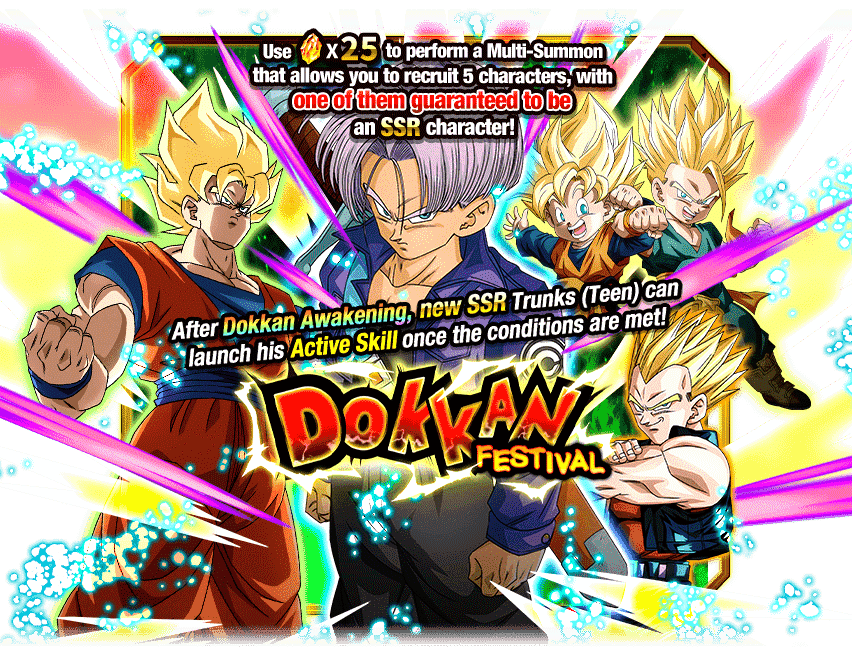 Use x25 to perform a Multi-Summon
that allows you to recruit 5 characters, with
one of them guaranteed to be
an SSR character!
After Dokkan Awakening, new SSR Trunks (Teen) can
launch his Active Skill once the conditions are met!
DOKKAN
FESTIVAL